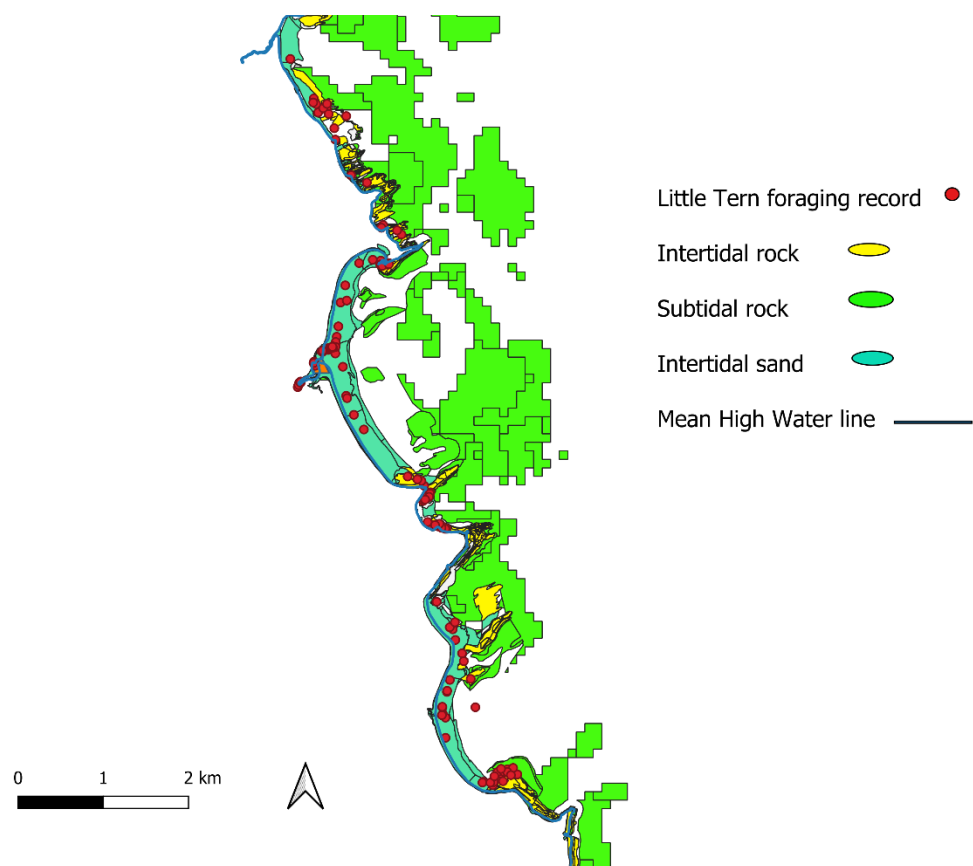 Little Tern foraging record
Intertidal rock
Subtidal rock
Intertidal sand
Mean High Water line
0 1 2 km